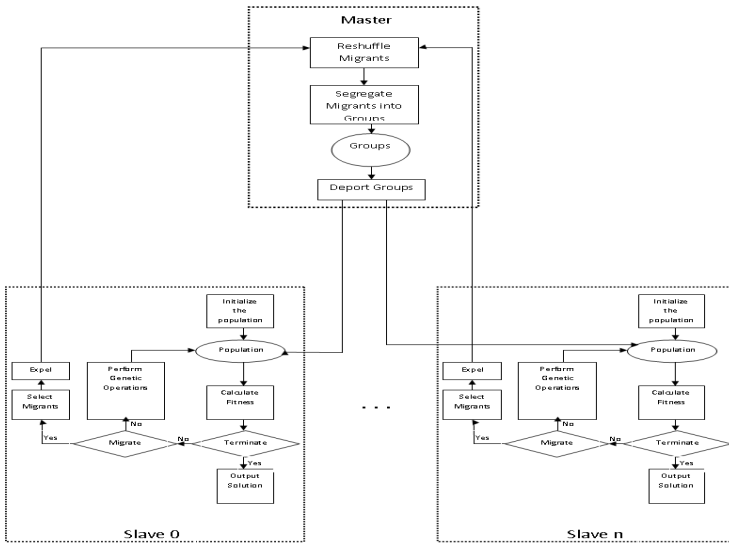 Master
Reshuffle
Migrants
Segregate
Migrants into
Groups
Groups
Deport Groups
Initialize
the
population
Population
Expel
Perform
Genetic
Operations
Select
Migrants
Calculate
Fitness
Yes
No
Migrate
No
Terminate
Yes
Output
Solution
Slave 0
. . .
Initialize
the
population
Population
Expel
Perform
Genetic
Operations
Select
Migrants
Calculate
Fitness
Yes
No
Migrate
No
Terminate
Yes
Output
Solution
Slave n